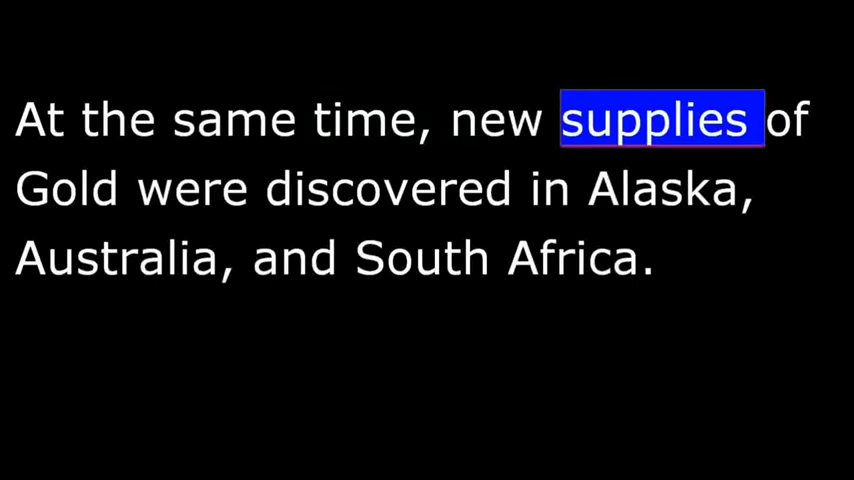 At the same time, new supplies of
Gold were discovered in Alaska,
Australia, and South Africa.